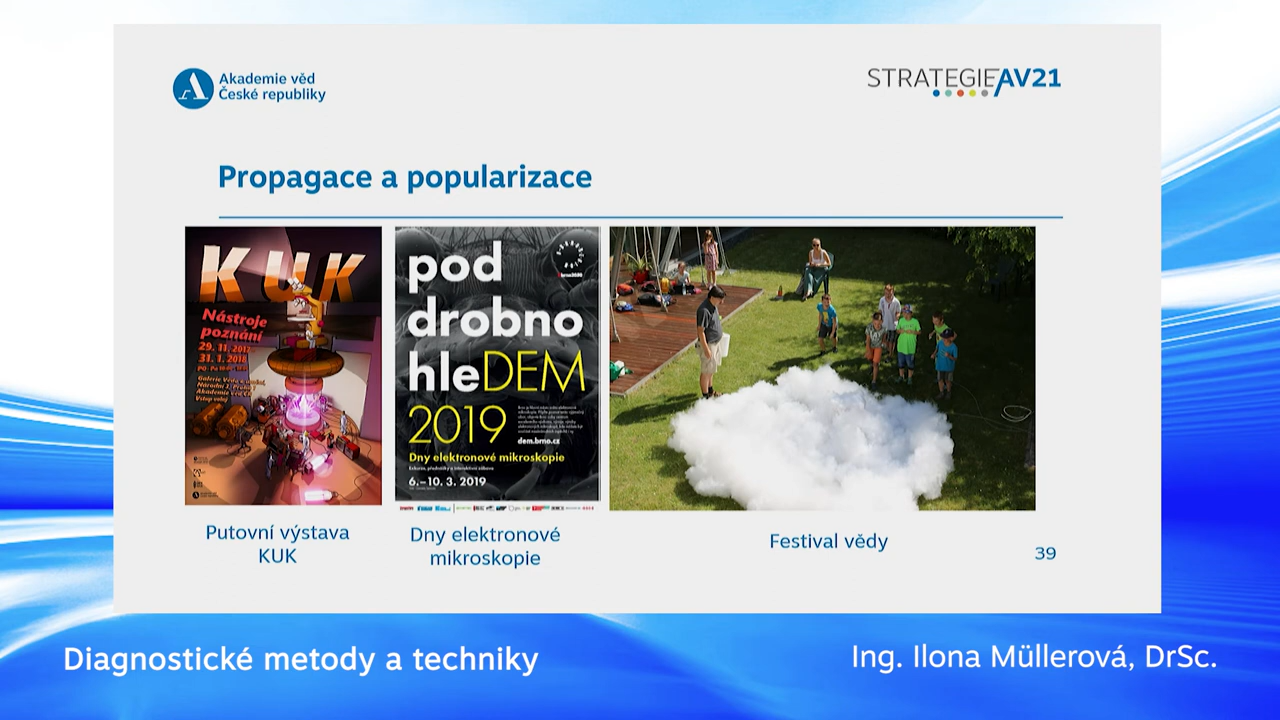 Akademie věd
České republiky
STRATEGIE AV21
Propagace a popularizace
KUK
Nástroje
poznání
29. 11. 2017
31. 1. 2018
pod
drobno
hleDEM
2019
dem.brno.cz
Dny elektronové mikroskopie
6.–10. 3. 2019
Putovní výstava
KUK
Dny elektronové
mikroskopie
Festival vědy
39
Diagnostické metody a techniky
Ing. Ilona Müllerová, DrSc.